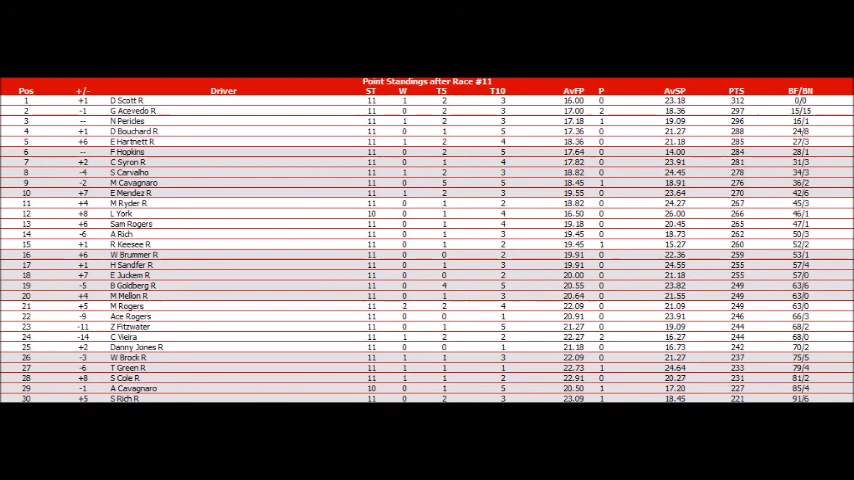 Point Standings after Race #11
Pos +/- Driver ST W T5 T10 AvFP P AvSP PTS BF/BN
1 +1 D Scott R 11 1 2 3 16.00 0 23.18 312 0/0
2 -1 G Acevedo R 11 0 2 3 17.00 2 18.36 297 15/15
3 -- N Pericles 11 1 2 3 17.18 1 19.09 296 16/1
4 +1 D Bouchard R 11 0 1 5 17.36 0 21.27 288 24/8
5 +6 E Hartnett R 11 1 2 4 18.36 0 21.18 285 27/3
6 -- F Hopkins 11 0 2 5 17.64 0 14.00 284 28/1
7 +2 C Syron R 11 0 1 4 17.82 0 23.91 281 31/3
8 -4 S Carvalho 11 1 2 3 18.82 0 24.45 278 34/3
9 -2 M Cavagnaro 11 0 5 5 18.45 1 18.91 276 36/2
10 +7 E Mendez R 11 1 2 3 19.55 0 23.64 270 42/6
11 +4 M Ryder R 11 0 1 2 18.82 0 24.27 267 45/3
12 +8 L York 10 0 1 4 16.50 0 26.00 266 46/1
13 +6 Sam Rogers 11 0 1 4 19.18 0 20.45 265 47/1
14 -6 A Rich 11 0 1 3 19.45 0 18.73 262 50/3
15 +1 R Keesee R 11 0 1 2 19.45 1 15.27 260 52/2
16 +6 W Brummer R 11 0 0 2 19.91 0 22.36 259 53/1
17 +1 H Sandfer R 11 0 1 3 19.91 0 24.55 255 57/4
18 +7 E Juckem R 11 0 0 2 20.00 0 21.18 255 57/0
19 -5 B Goldberg R 11 0 4 5 20.55 0 23.82 249 63/6
20 +4 M Mellon R 11 0 1 3 20.64 0 21.55 249 63/0
21 +5 M Rogers 11 2 2 4 22.09 0 21.09 249 63/0
22 -9 Ace Rogers 11 0 0 1 20.91 0 23.91 246 66/3
23 -11 Z Fitzwater 11 0 1 5 21.27 0 19.09 244 68/2
24 -14 C Vieira 11 1 2 2 22.27 2 16.27 244 68/0
25 +2 Danny Jones R 11 0 0 1 21.18 0 16.73 242 70/2
26 -3 W Brock R 11 1 1 3 22.09 0 21.27 237 75/5
27 -6 T Green R 11 1 1 1 22.73 1 24.64 233 79/4
28 +8 S Cole R 11 1 1 2 22.91 0 20.27 231 81/2
29 -1 A Cavagnaro 10 0 1 5 20.50 1 17.20 227 85/4
30 +5 S Rich R 11 0 2 3 23.09 1 18.45 221 91/6